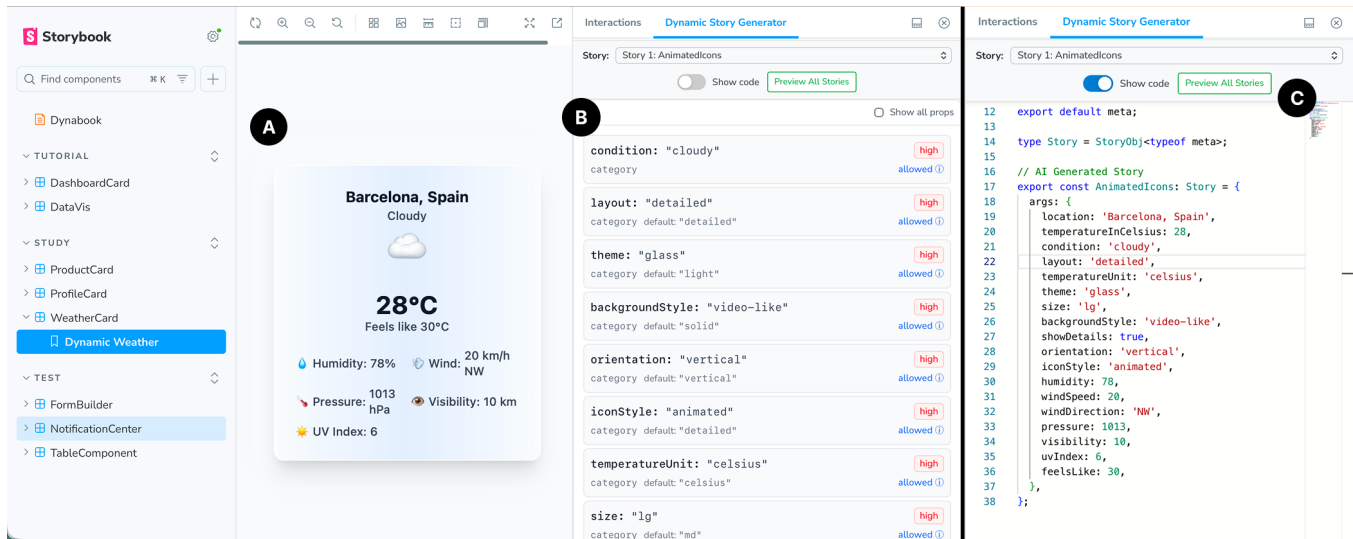 Storybook
Find components ⌘ K
Dynabook
TUTORIAL
DashboardCard
DataVis
STUDY
ProductCard
ProfileCard
WeatherCard
Dynamic Weather
TEST
FormBuilder
NotificationCenter
TableComponent
A
Barcelona, Spain
Cloudy
28°C
Feels like 30°C
Humidity: 78%
Wind: 20 km/h NW
Pressure: 1013 hPa
Visibility: 10 km
UV Index: 6
Interactions Dynamic Story Generator
Story: Story 1: AnimatedIcons
Show code Preview All Stories
B
Show all props
condition: "cloudy" high
category allowed
layout: "detailed" high
category default: "detailed" allowed
theme: "glass" high
category default: "light" allowed
backgroundStyle: "video-like" high
category default: "solid" allowed
orientation: "vertical" high
category default: "vertical" allowed
iconStyle: "animated" high
category default: "detailed" allowed
temperatureUnit: "celsius" high
category default: "celsius" allowed
size: "lg" high
category default: "md" allowed
Interactions Dynamic Story Generator
Story: Story 1: AnimatedIcons
Show code Preview All Stories
C
12 export default meta;
13
14 type Story = StoryObj<typeof meta>;
15
16 // AI Generated Story
17 export const AnimatedIcons: Story = {
18 args: {
19 location: 'Barcelona, Spain',
20 temperatureInCelsius: 28,
21 condition: 'cloudy',
22 layout: 'detailed',
23 temperatureUnit: 'celsius',
24 theme: 'glass',
25 size: 'lg',
26 backgroundStyle: 'video-like',
27 showDetails: true,
28 orientation: 'vertical',
29 iconStyle: 'animated',
30 humidity: 78,
31 windSpeed: 20,
32 windDirection: 'NW',
33 pressure: 1013,
34 visibility: 10,
35 uvIndex: 6,
36 feelsLike: 30,
37 },
38 };